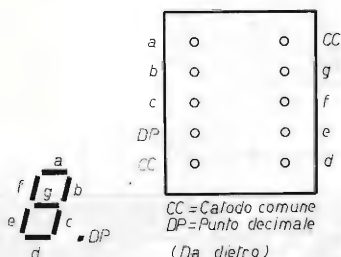 a CC
b g
c f
DP e
CC d
a
f g b
e c
d .DP
CC = Catodo comune
DP = Punto decimale
(Da dietro)